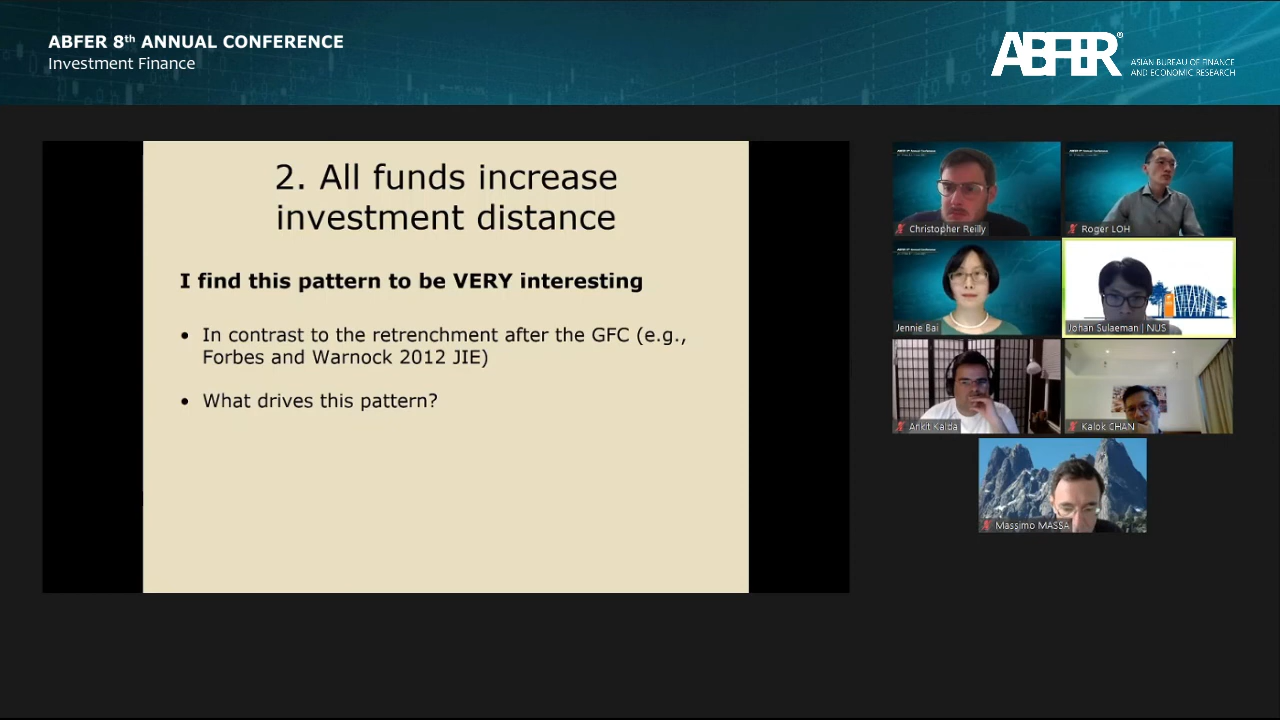 ABFER 8th ANNUAL CONFERENCE
Investment Finance
ABFER®
ASIAN BUREAU OF FINANCE
AND ECONOMIC RESEARCH
2. All funds increase
investment distance
I find this pattern to be VERY interesting
• In contrast to the retrenchment after the GFC (e.g.,
Forbes and Warnock 2012 JIE)
• What drives this pattern?
Christopher Reilly
Roger LOH
Jennie Bai
Johan Sulaeman | NUS
Ankit Kalda
Kalok CHAN
Massimo MASSA